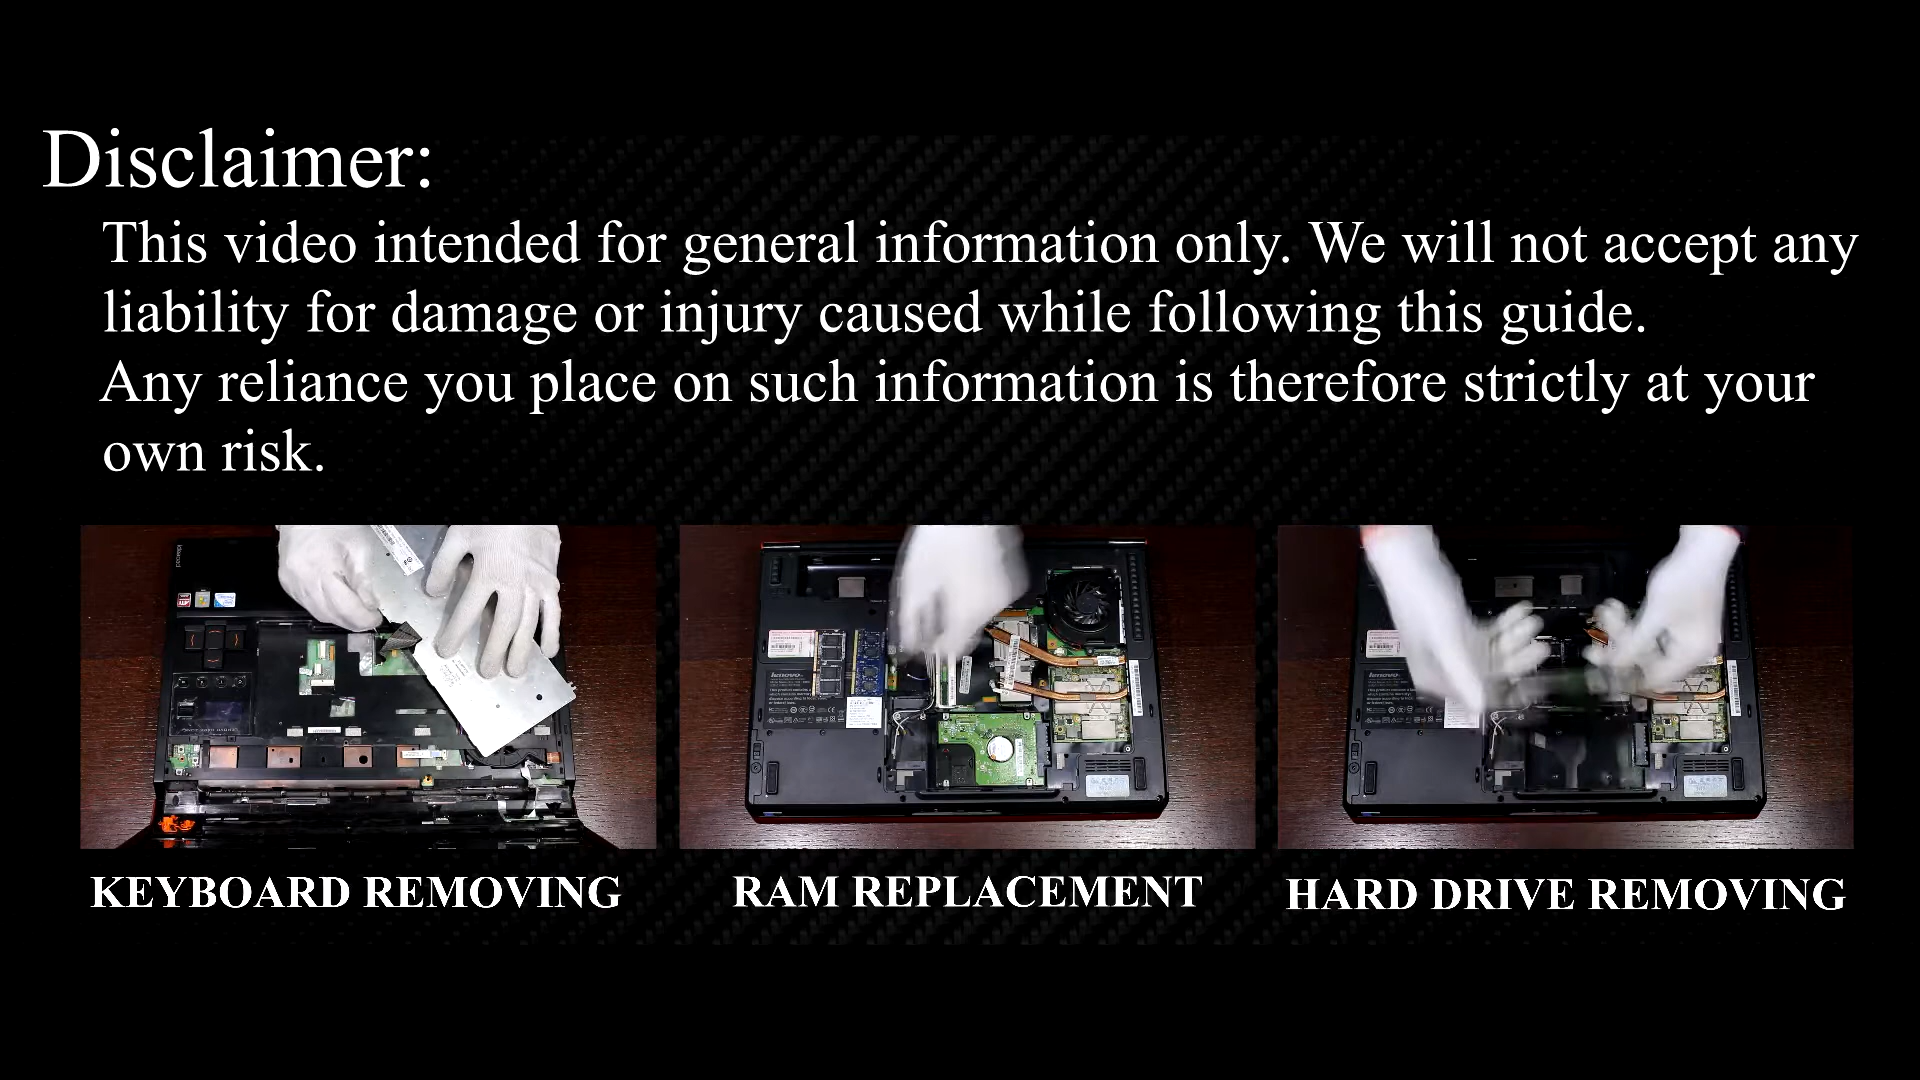 Disclaimer:
This video intended for general information only. We will not accept any
liability for damage or injury caused while following this guide.
Any reliance you place on such information is therefore strictly at your
own risk.
lenovo
lenovo
KEYBOARD REMOVING
RAM REPLACEMENT
HARD DRIVE REMOVING